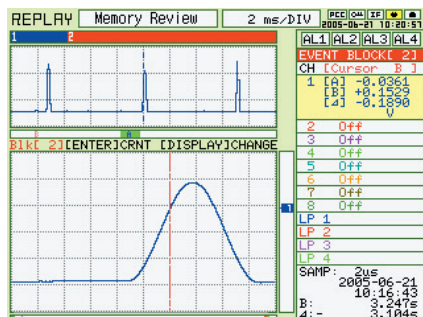 REPLAY Memory Review 2 ms/DIV PCC IF 2005-06-21 10:20:57
1 2
AL1 AL2 AL3 AL4
EVENT BLOCK[ 2]
CH [Cursor B ]
1 [A] -0.0361
[B] +0.1529
[⊿] -0.1890
V
2 Off
3 Off
4 Off
5 Off
6 Off
7 Off
8 Off
LP 1
LP 2
LP 3
LP 4
SAMP: 2us
2005-06-21
10:16:43
B: 3.247s
⊿:- 3.104s
Blk[ 2][ENTER]CRNT [DISPLAY]CHANGE
1